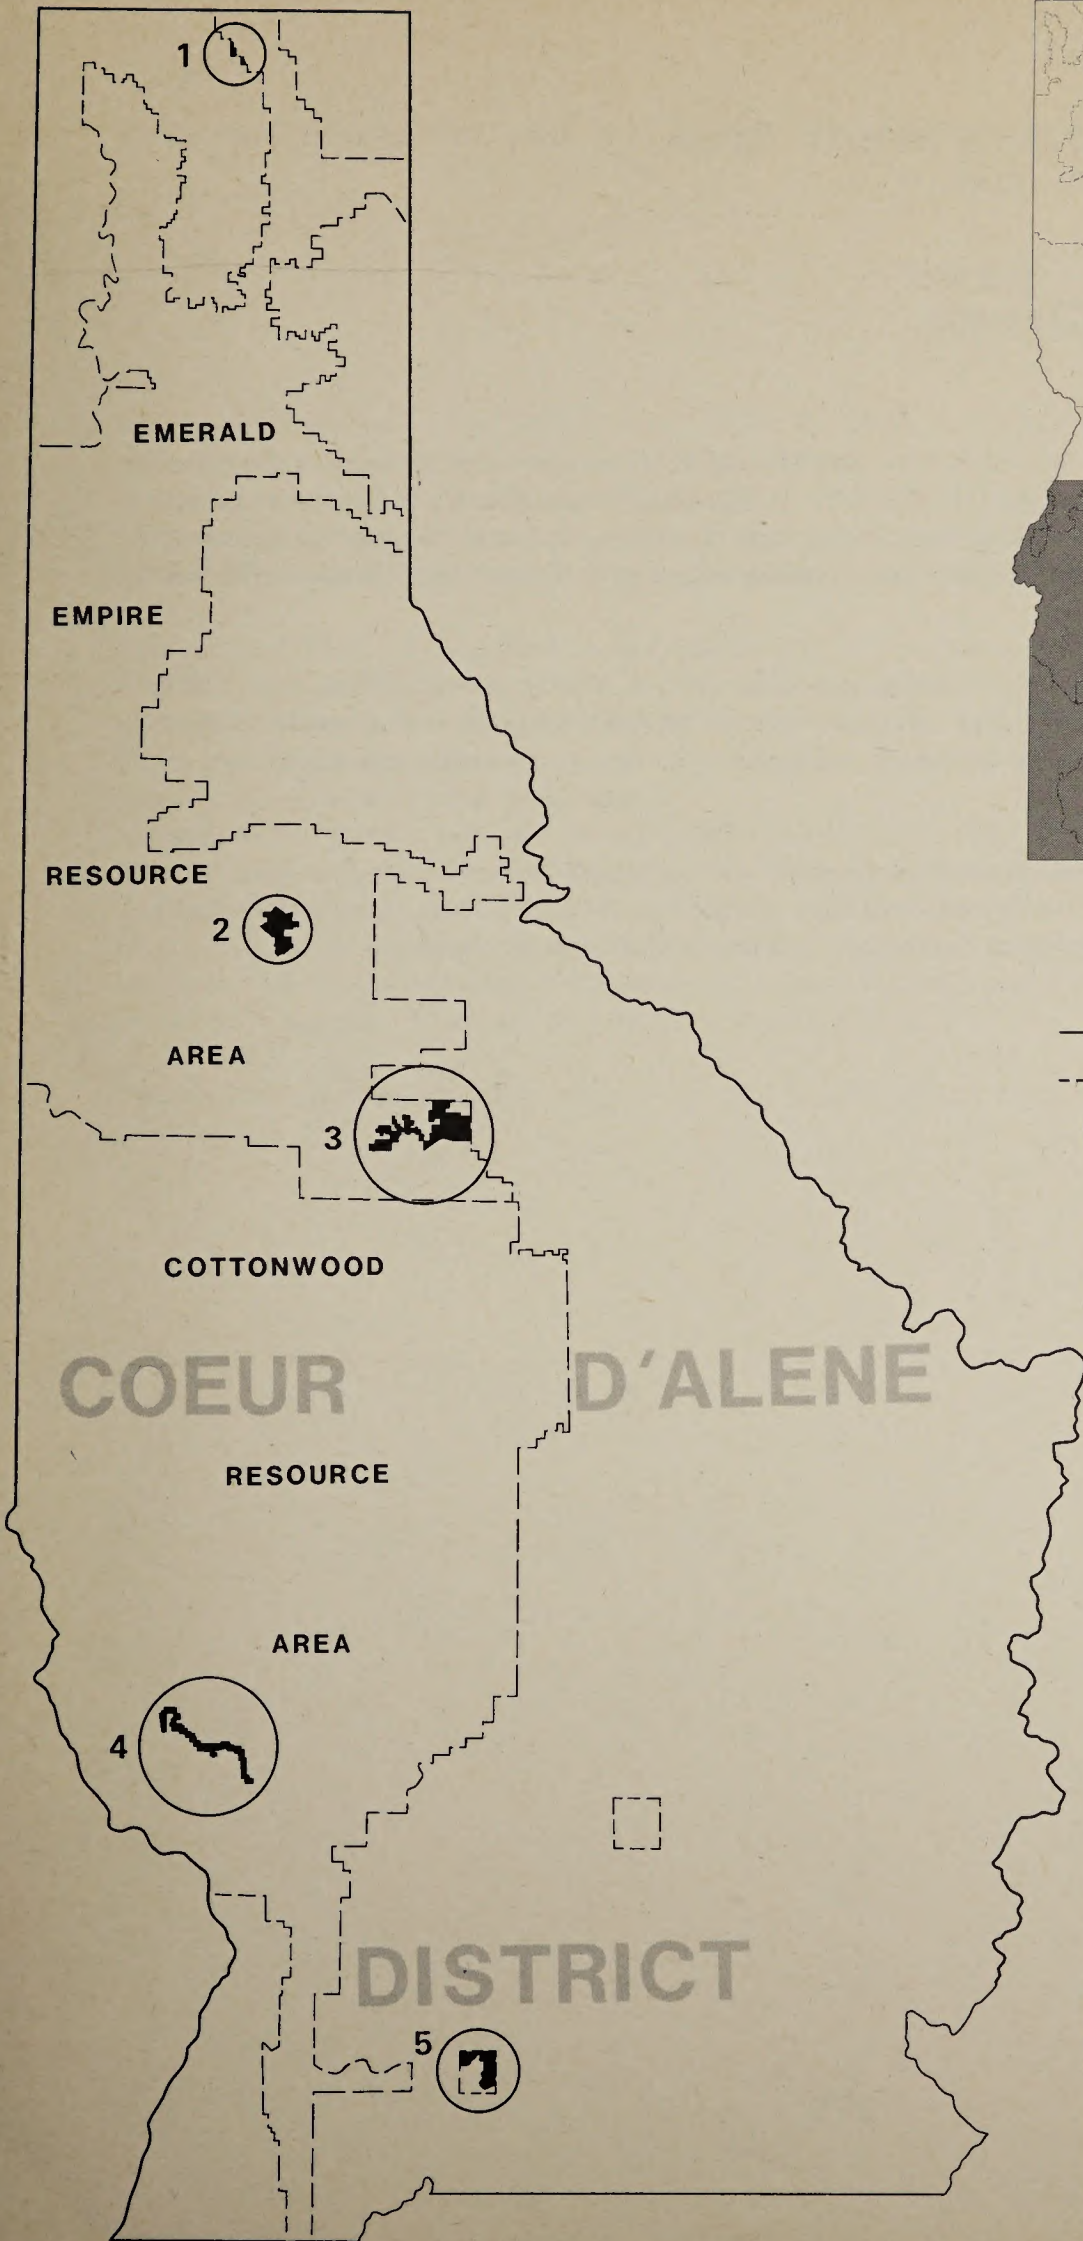 1
EMERALD
EMPIRE
RESOURCE
2
AREA
3
COTTONWOOD
COEUR D'ALENE
RESOURCE
AREA
4
DISTRICT
5